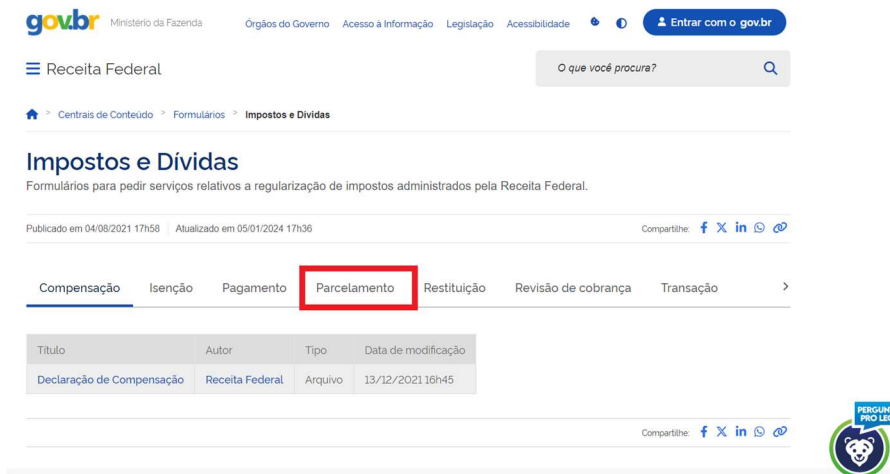 gov.br Ministério da Fazenda Órgãos do Governo Acesso à Informação Legislação Acessibilidade Entrar com o gov.br
Receita Federal O que você procura?
> Centrais de Conteúdo > Formulários > Impostos e Dívidas
Impostos e Dívidas
Formulários para pedir serviços relativos a regularização de impostos administrados pela Receita Federal.
Publicado em 04/08/2021 17h58 Atualizado em 05/01/2024 17h36 Compartilhe:
Compensação Isenção Pagamento Parcelamento Restituição Revisão de cobrança Transação >
Título Autor Tipo Data de modificação
Declaração de Compensação Receita Federal Arquivo 13/12/2021 16h45
Compartilhe: